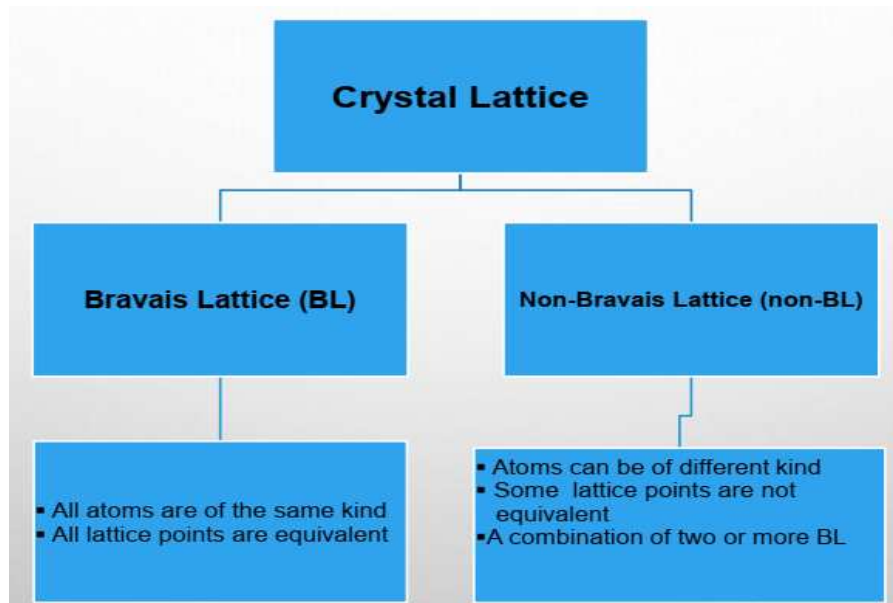 Crystal Lattice
Bravais Lattice (BL)
Non-Bravais Lattice (non-BL)
▪ All atoms are of the same kind
▪ All lattice points are equivalent
▪ Atoms can be of different kind
▪ Some lattice points are not
equivalent
▪A combination of two or more BL